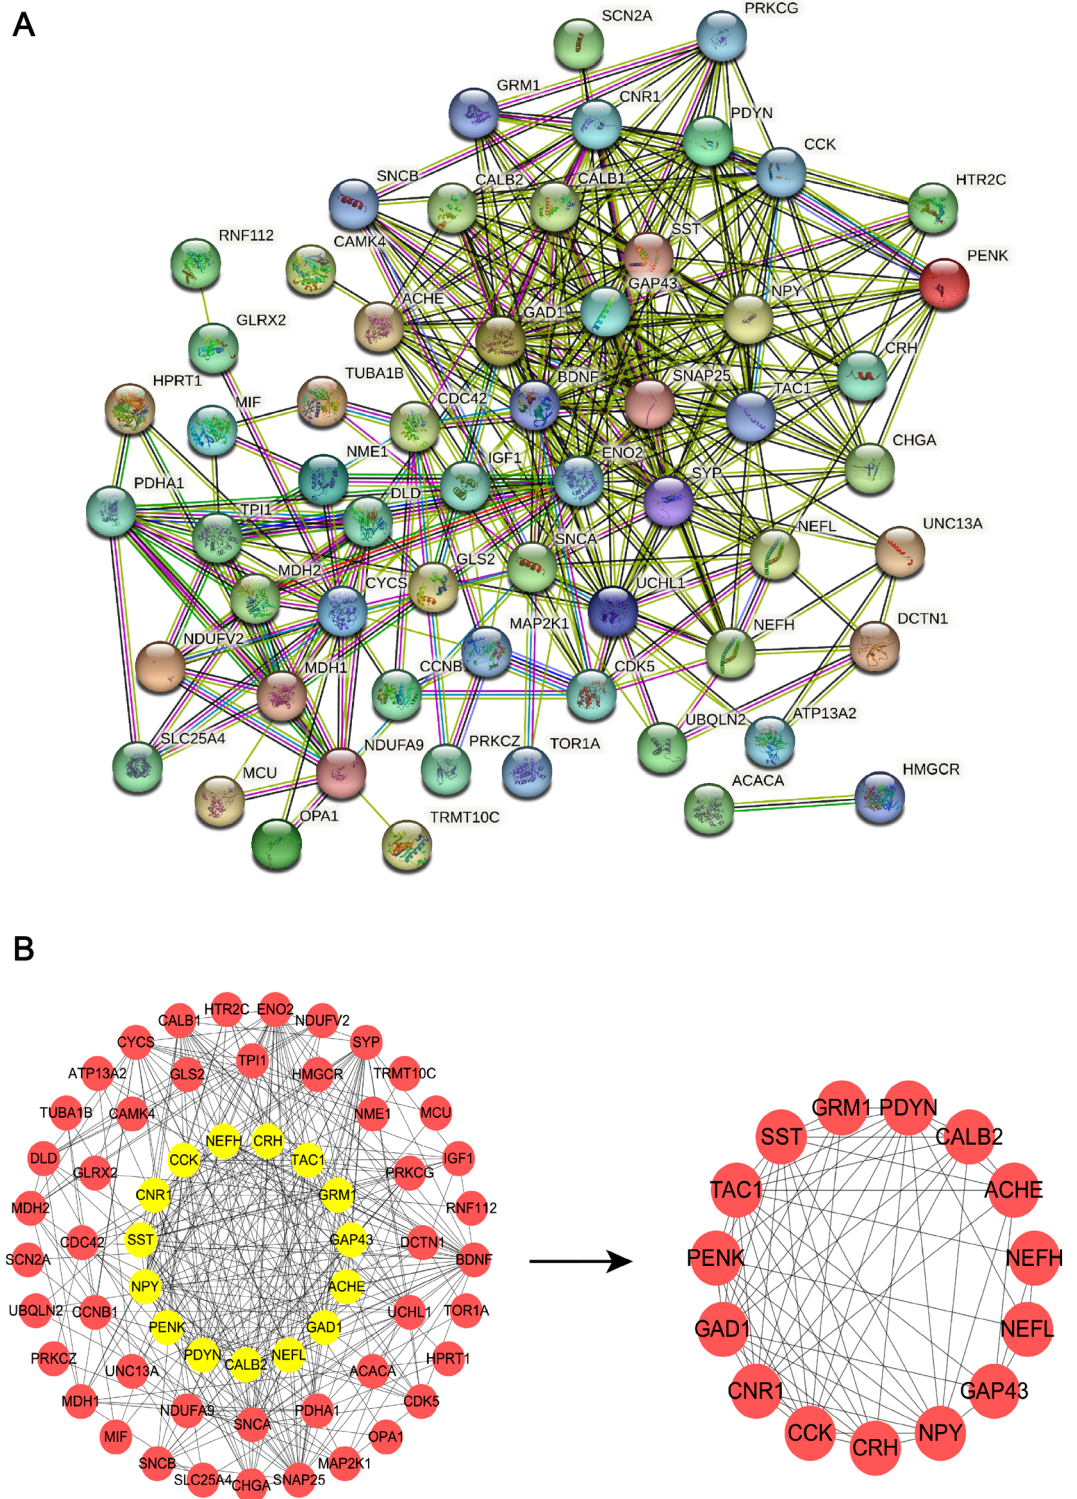 A
SCN2A
PRKCG
GRM1
CNR1
PDYN
CCK
SNCB
CALB2
CALB1
HTR2C
RNF112
CAMK4
SST
PENK
ACHE
GAD1
GAP43
NPY
GLRX2
CRH
HPRT1
TUBA1B
BDNF
SNAP25
TAC1
MIF
CDC42
CHGA
NME1
IGF1
ENO2
SYP
PDHA1
TPI1
DLD
SNCA
NEFL
UNC13A
MDH2
CYCS
GLS2
UCHL1
NDUFV2
MAP2K1
NEFH
DCTN1
MDH1
CCNB1
CDK5
SLC25A4
NDUFA9
PRKCZ
TOR1A
UBQLN2
ATP13A2
MCU
ACACA
HMGCR
OPA1
TRMT10C
B
HTR2C
ENO2
CALB1
NDUFV2
CYCS
SYP
TPI1
ATP13A2
GLS2
HMGCR
TRMT10C
TUBA1B
CAMK4
NME1
MCU
NEFH
CRH
DLD
GLRX2
CCK
TAC1
PRKCG
IGF1
CNR1
GRM1
MDH2
RNF112
CDC42
SST
GAP43
DCTN1
SCN2A
BDNF
NPY
ACHE
UBQLN2
CCNB1
UCHL1
TOR1A
PENK
GAD1
PRKCZ
UNC13A
PDYN
CALB2
NEFL
ACACA
HPRT1
MDH1
NDUFA9
SNCA
PDHA1
CDK5
MIF
OPA1
SNCB
SLC25A4
CHGA
SNAP25
MAP2K1
GRM1
PDYN
SST
CALB2
TAC1
ACHE
PENK
NEFH
GAD1
NEFL
CNR1
GAP43
CCK
CRH
NPY